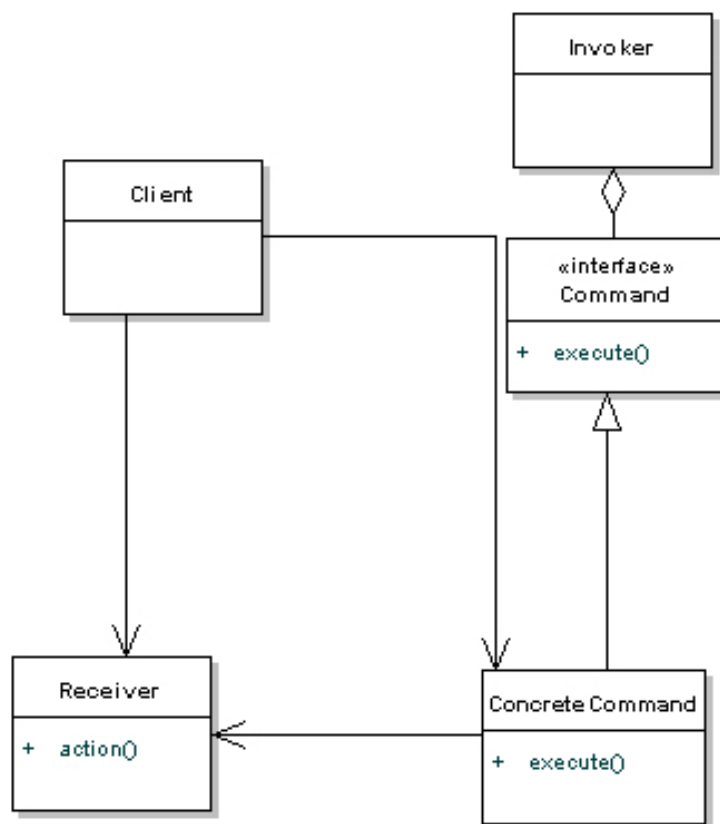 Invoker
Client
«interface»
Command
+ execute()
Receiver
+ action()
Concrete Command
+ execute()